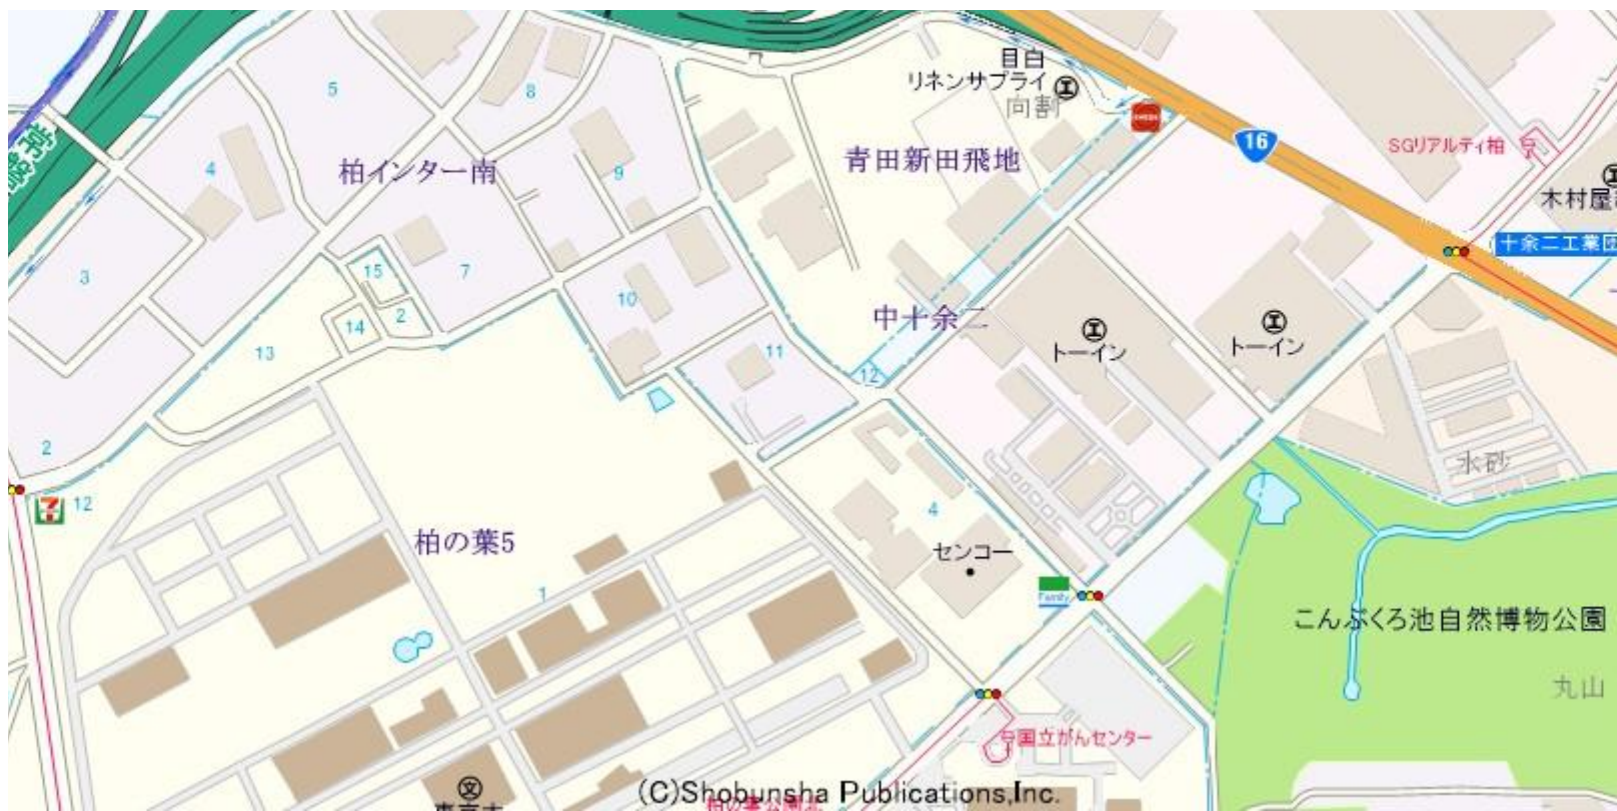 目白
リネンサプライ
向割
5
8
16
SGリアルティ柏
常磐
4
柏インター南
9
青田新田飛地
木村屋
十余二工業団
3
15
7
10
中十余二
14
2
トーイン
トーイン
13
11
12
2
水砂
12
4
柏の葉5
センコー
1
Family
こんぶくろ池自然博物公園
丸山
国立がんセンター
(C)Shobunsha Publications,Inc.